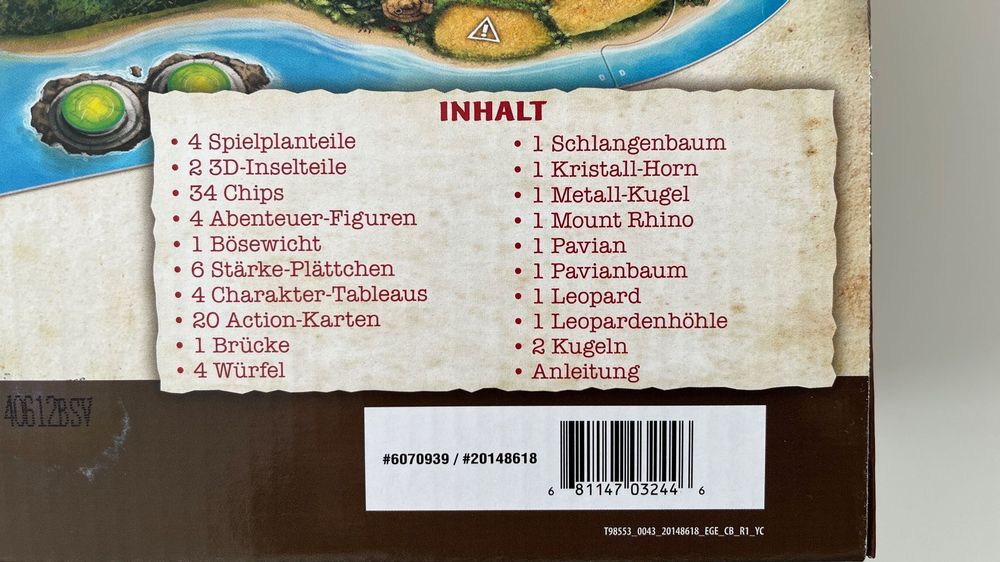 INHALT
• 4 Spielplanteile
• 2 3D-Inselteile
• 34 Chips
• 4 Abenteuer-Figuren
• 1 Bösewicht
• 6 Stärke-Plättchen
• 4 Charakter-Tableaus
• 20 Action-Karten
• 1 Brücke
• 4 Würfel
• 1 Schlangenbaum
• 1 Kristall-Horn
• 1 Metall-Kugel
• 1 Mount Rhino
• 1 Pavian
• 1 Pavianbaum
• 1 Leopard
• 1 Leopardenhöhle
• 2 Kugeln
• Anleitung
40612BSV
#6070939 / #20148618
6 81147 03244 6
T98553_0043_20148618_EGE_CB_R1_YC